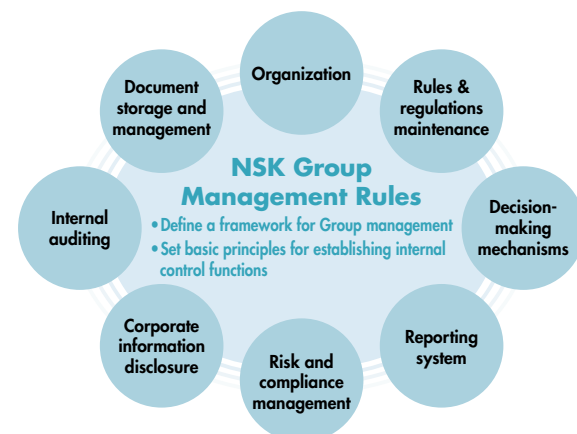 Organization
Document
storage and
management
Rules &
regulations
maintenance
NSK Group
Management Rules
• Define a framework for Group management
• Set basic principles for establishing internal
control functions
Internal
auditing
Decision-
making
mechanisms
Corporate
information
disclosure
Reporting
system
Risk and
compliance
management